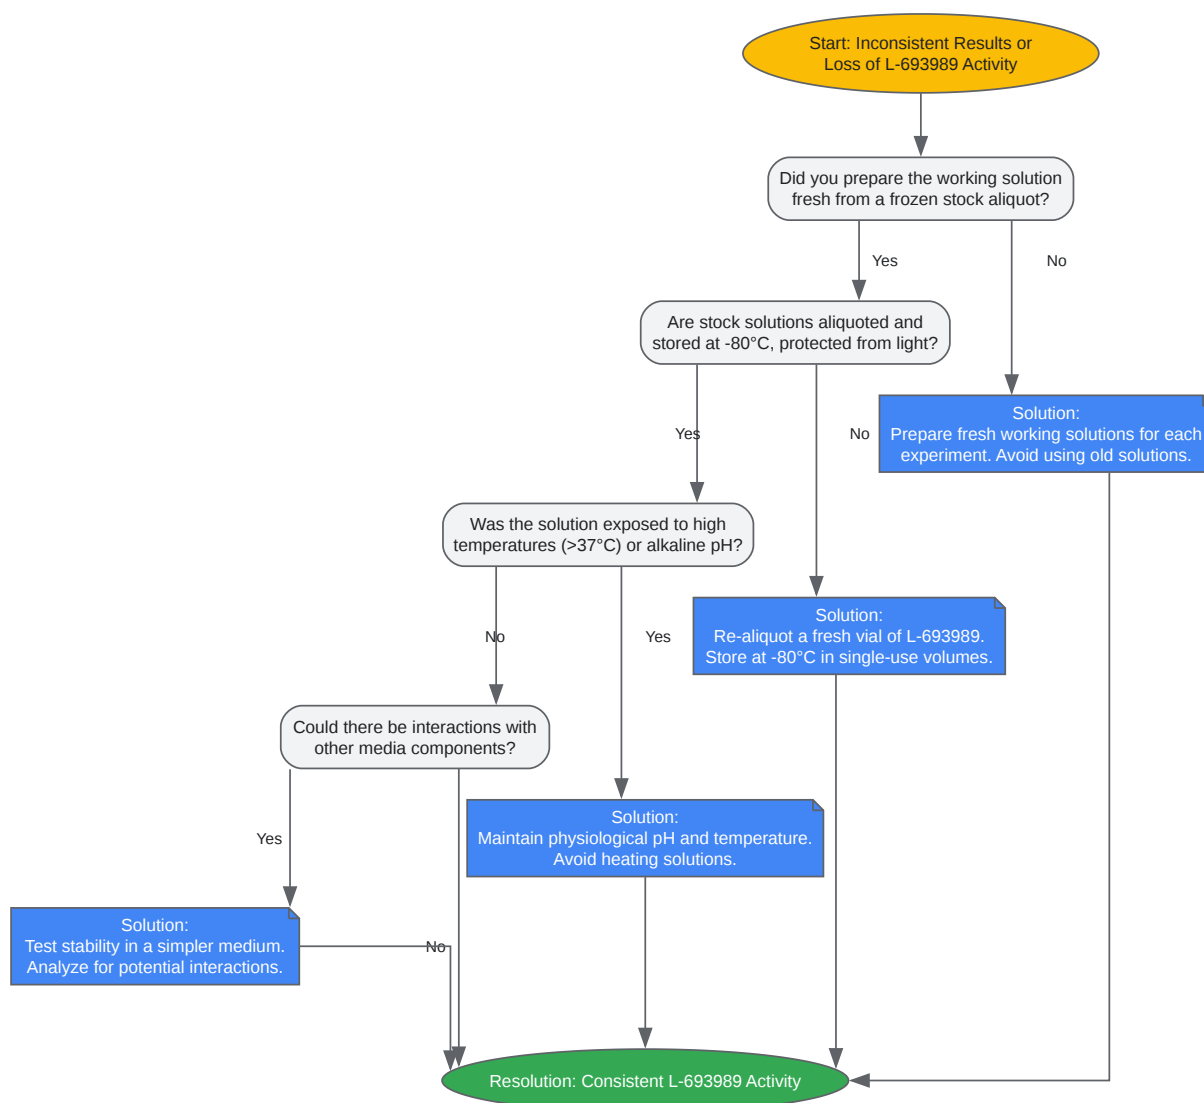 Start: Inconsistent Results or
Loss of L-693989 Activity
Did you prepare the working solution
fresh from a frozen stock aliquot?
Yes
No
Are stock solutions aliquoted and
stored at -80°C, protected from light?
Yes
No
Solution:
Prepare fresh working solutions for each
experiment. Avoid using old solutions.
Was the solution exposed to high
temperatures (>37°C) or alkaline pH?
No
Yes
Solution:
Re-aliquot a fresh vial of L-693989.
Store at -80°C in single-use volumes.
Could there be interactions with
other media components?
Yes
No
Solution:
Maintain physiological pH and temperature.
Avoid heating solutions.
Solution:
Test stability in a simpler medium.
Analyze for potential interactions.
Resolution: Consistent L-693989 Activity